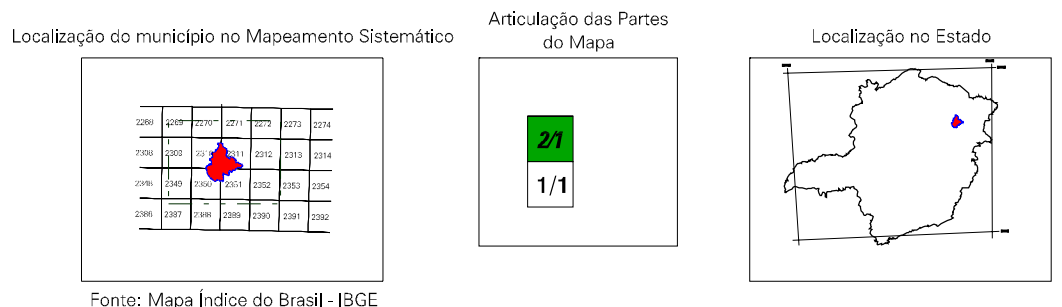 Localização do município no Mapeamento Sistemático
2268 2269 2270 2271 2272 2273 2274
2308 2309 2311 2312 2313 2314
2348 2349 2350 2351 2352 2353 2354
2386 2387 2388 2389 2390 2391 2392
Fonte: Mapa Índice do Brasil - IBGE
Articulação das Partes
do Mapa
2/1
1/1
Localização no Estado